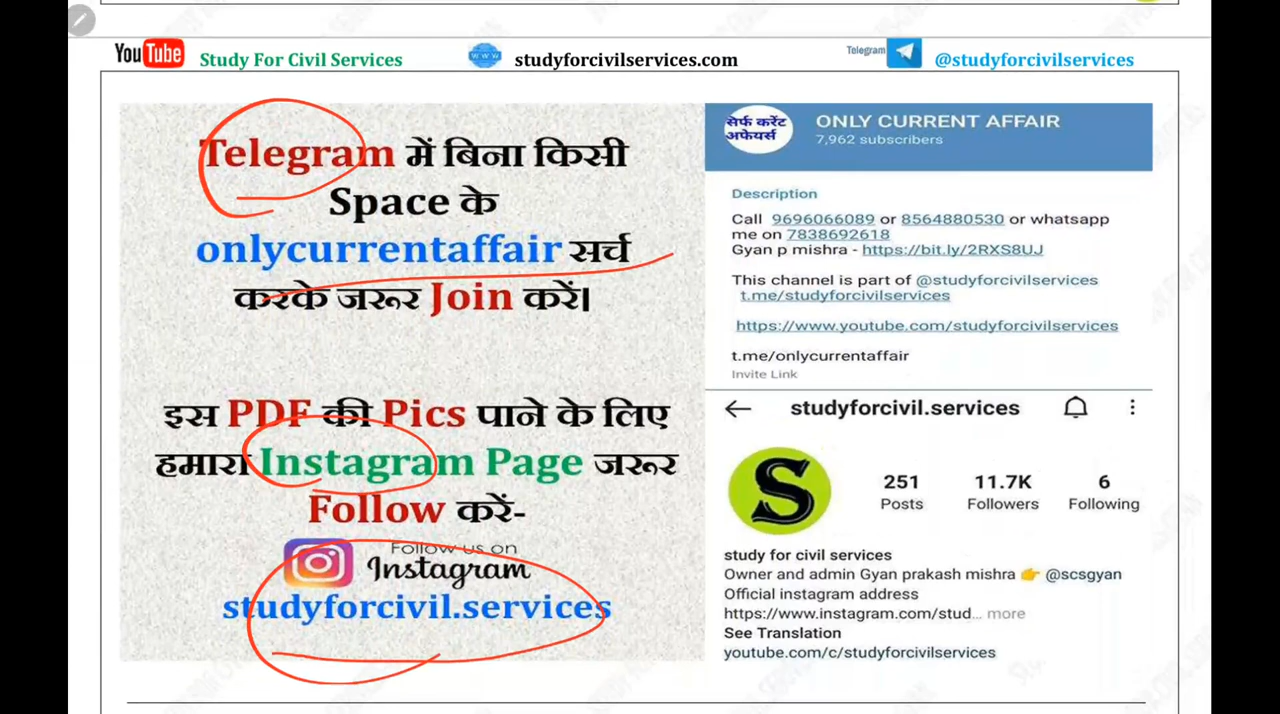 YouTube Study For Civil Services www studyforcivilservices.com Telegram @studyforcivilservices
Telegram में बिना किसी
Space के
onlycurrentaffair सर्च
करके जरूर Join करें।
इस PDF की Pics पाने के लिए
हमारा Instagram Page जरूर
Follow करें-
Follow us on
Instagram
studyforcivil.services
सिर्फ करेंट
अफेयर्स
ONLY CURRENT AFFAIR
7,962 subscribers
Description
Call 9696066089 or 8564880530 or whatsapp
me on 7838692618
Gyan p mishra - https://bit.ly/2RXS8UJ
This channel is part of @studyforcivilservices
t.me/studyforcivilservices
https://www.youtube.com/studyforcivilservices
t.me/onlycurrentaffair
Invite Link
studyforcivil.services
S
251 11.7K 6
Posts Followers Following
study for civil services
Owner and admin Gyan prakash mishra 👉 @scsgyan
Official instagram address
https://www.instagram.com/stud... more
See Translation
youtube.com/c/studyforcivilservices